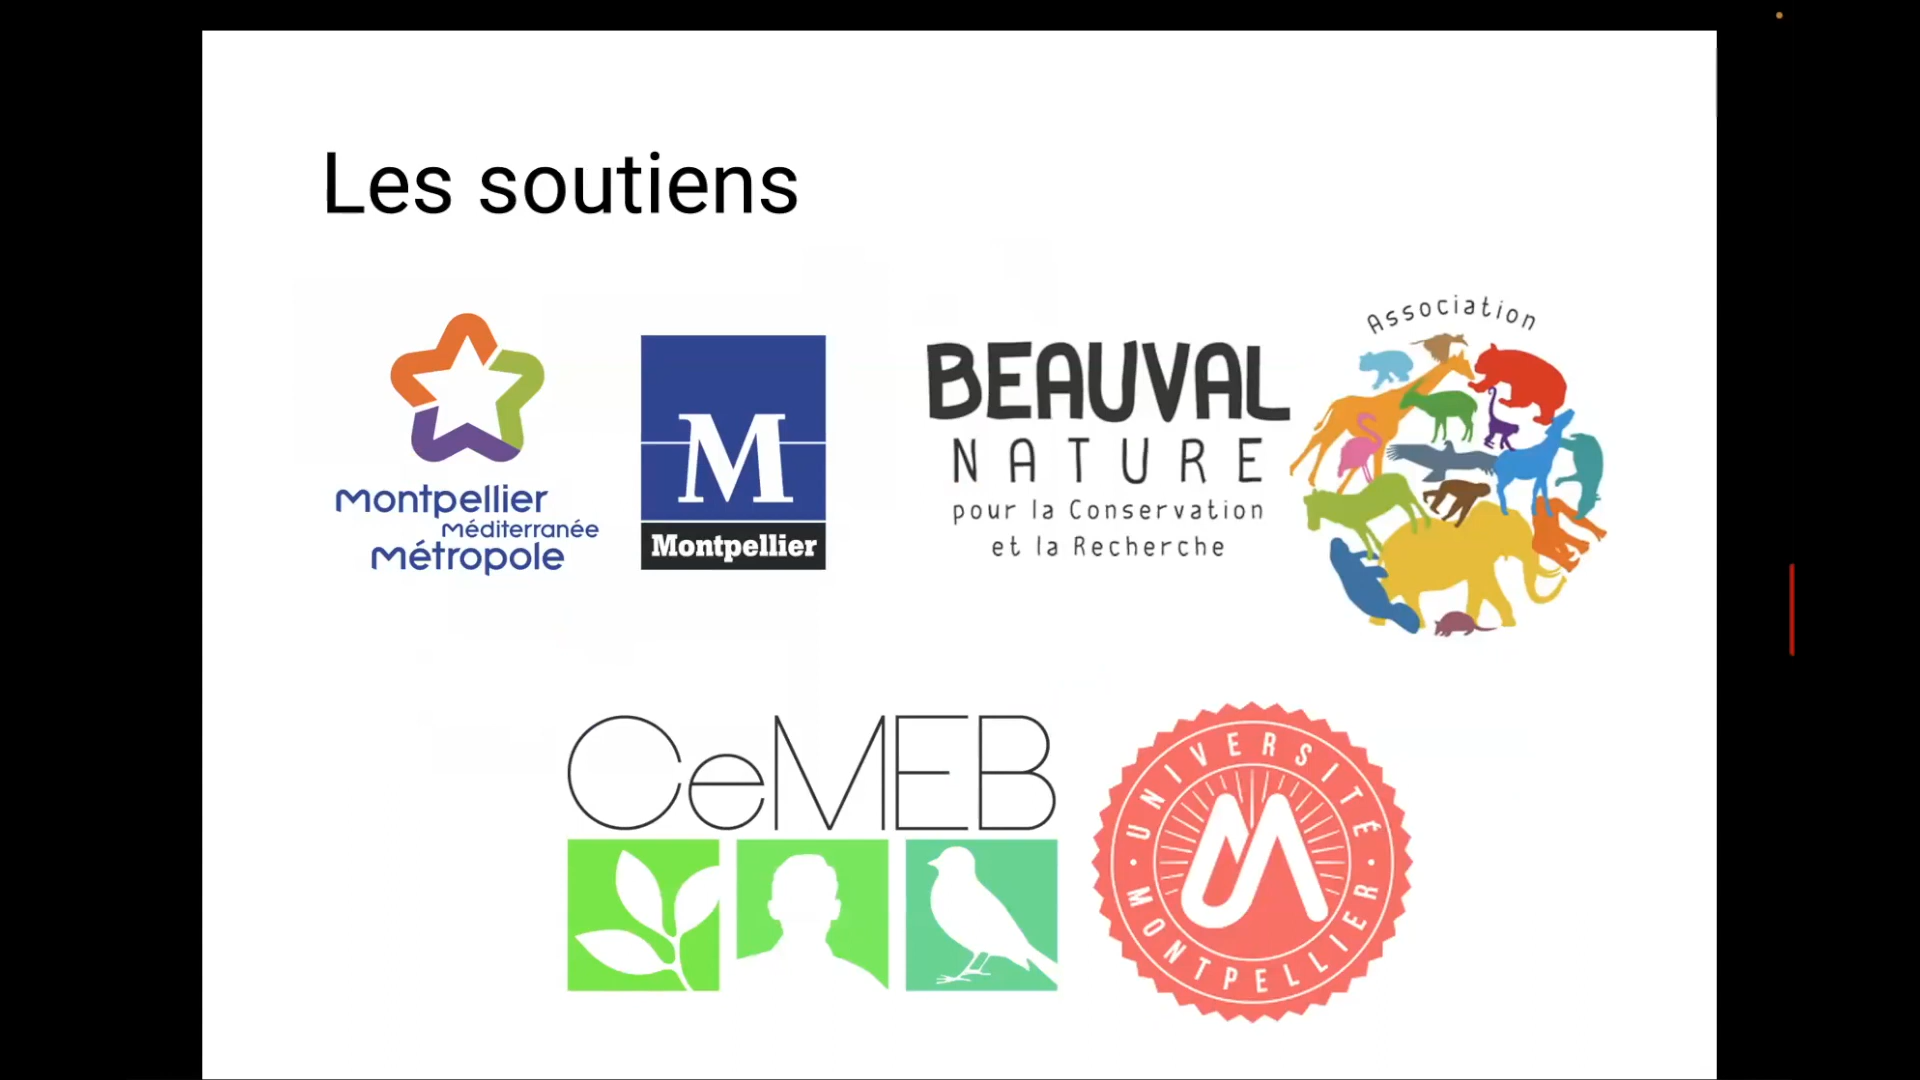 Les soutiens
montpellier
méditerranée
métropole
M
Montpellier
BEAUVAL
NATURE
pour la Conservation
et la Recherche
Association
CeMEB
UNIVERSITÉ
MONTPELLIER